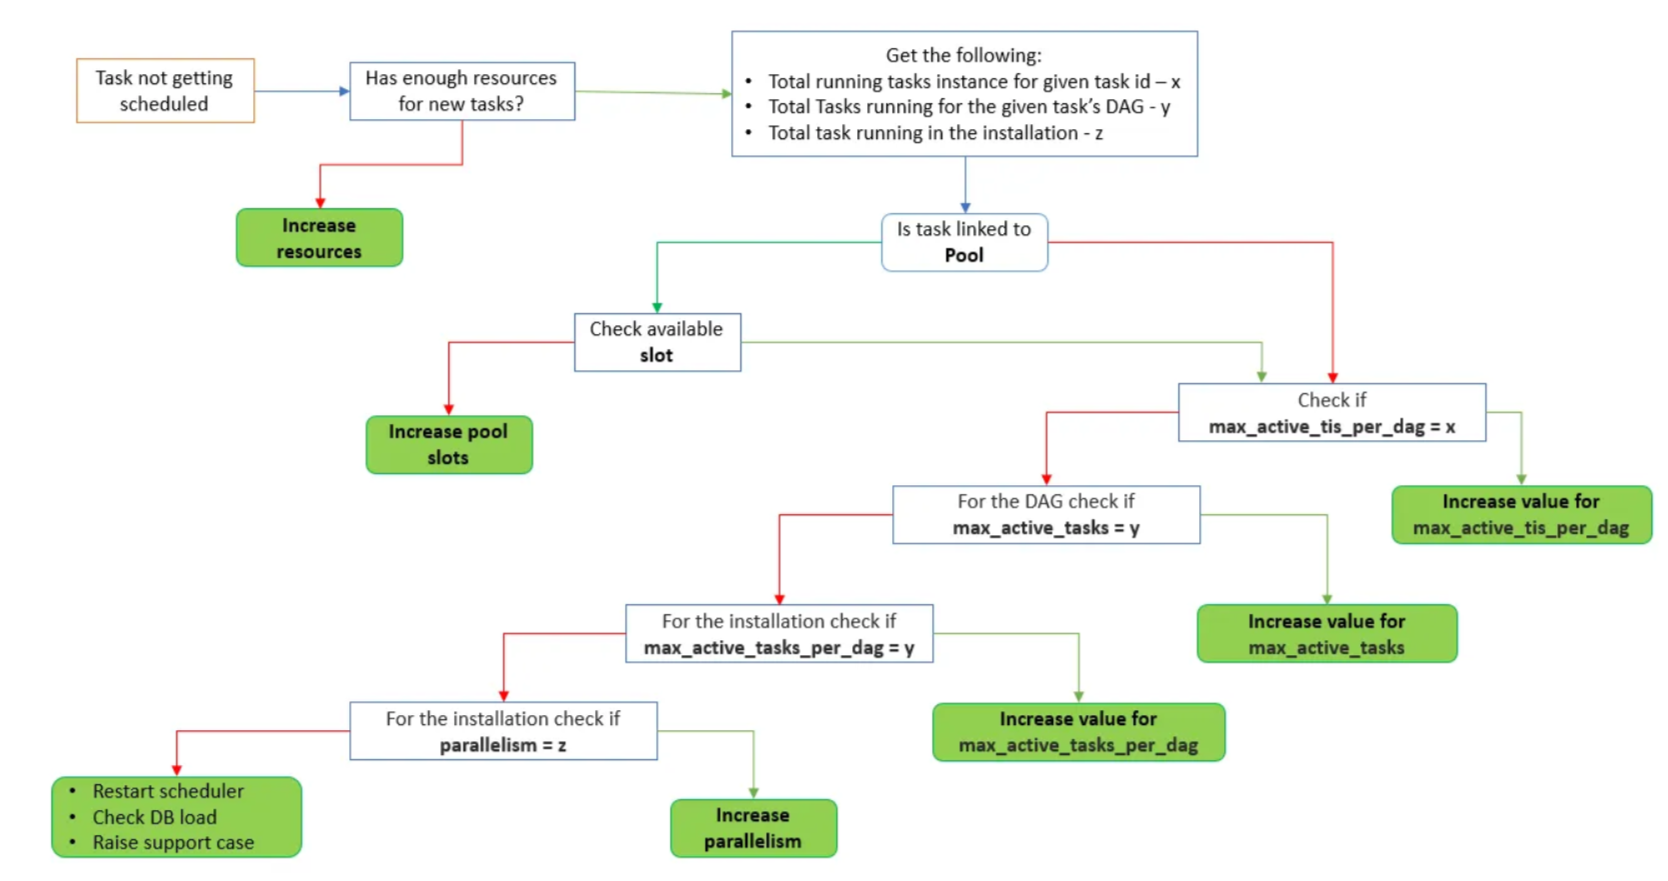 Task not getting
scheduled
Has enough resources
for new tasks?
Get the following:
• Total running tasks instance for given task id – x
• Total Tasks running for the given task’s DAG - y
• Total task running in the installation - z
Increase
resources
Is task linked to
Pool
Check available
slot
Increase pool
slots
Check if
max_active_tis_per_dag = x
For the DAG check if
max_active_tasks = y
Increase value for
max_active_tis_per_dag
For the installation check if
max_active_tasks_per_dag = y
Increase value for
max_active_tasks
For the installation check if
parallelism = z
Increase value for
max_active_tasks_per_dag
• Restart scheduler
• Check DB load
• Raise support case
Increase
parallelism